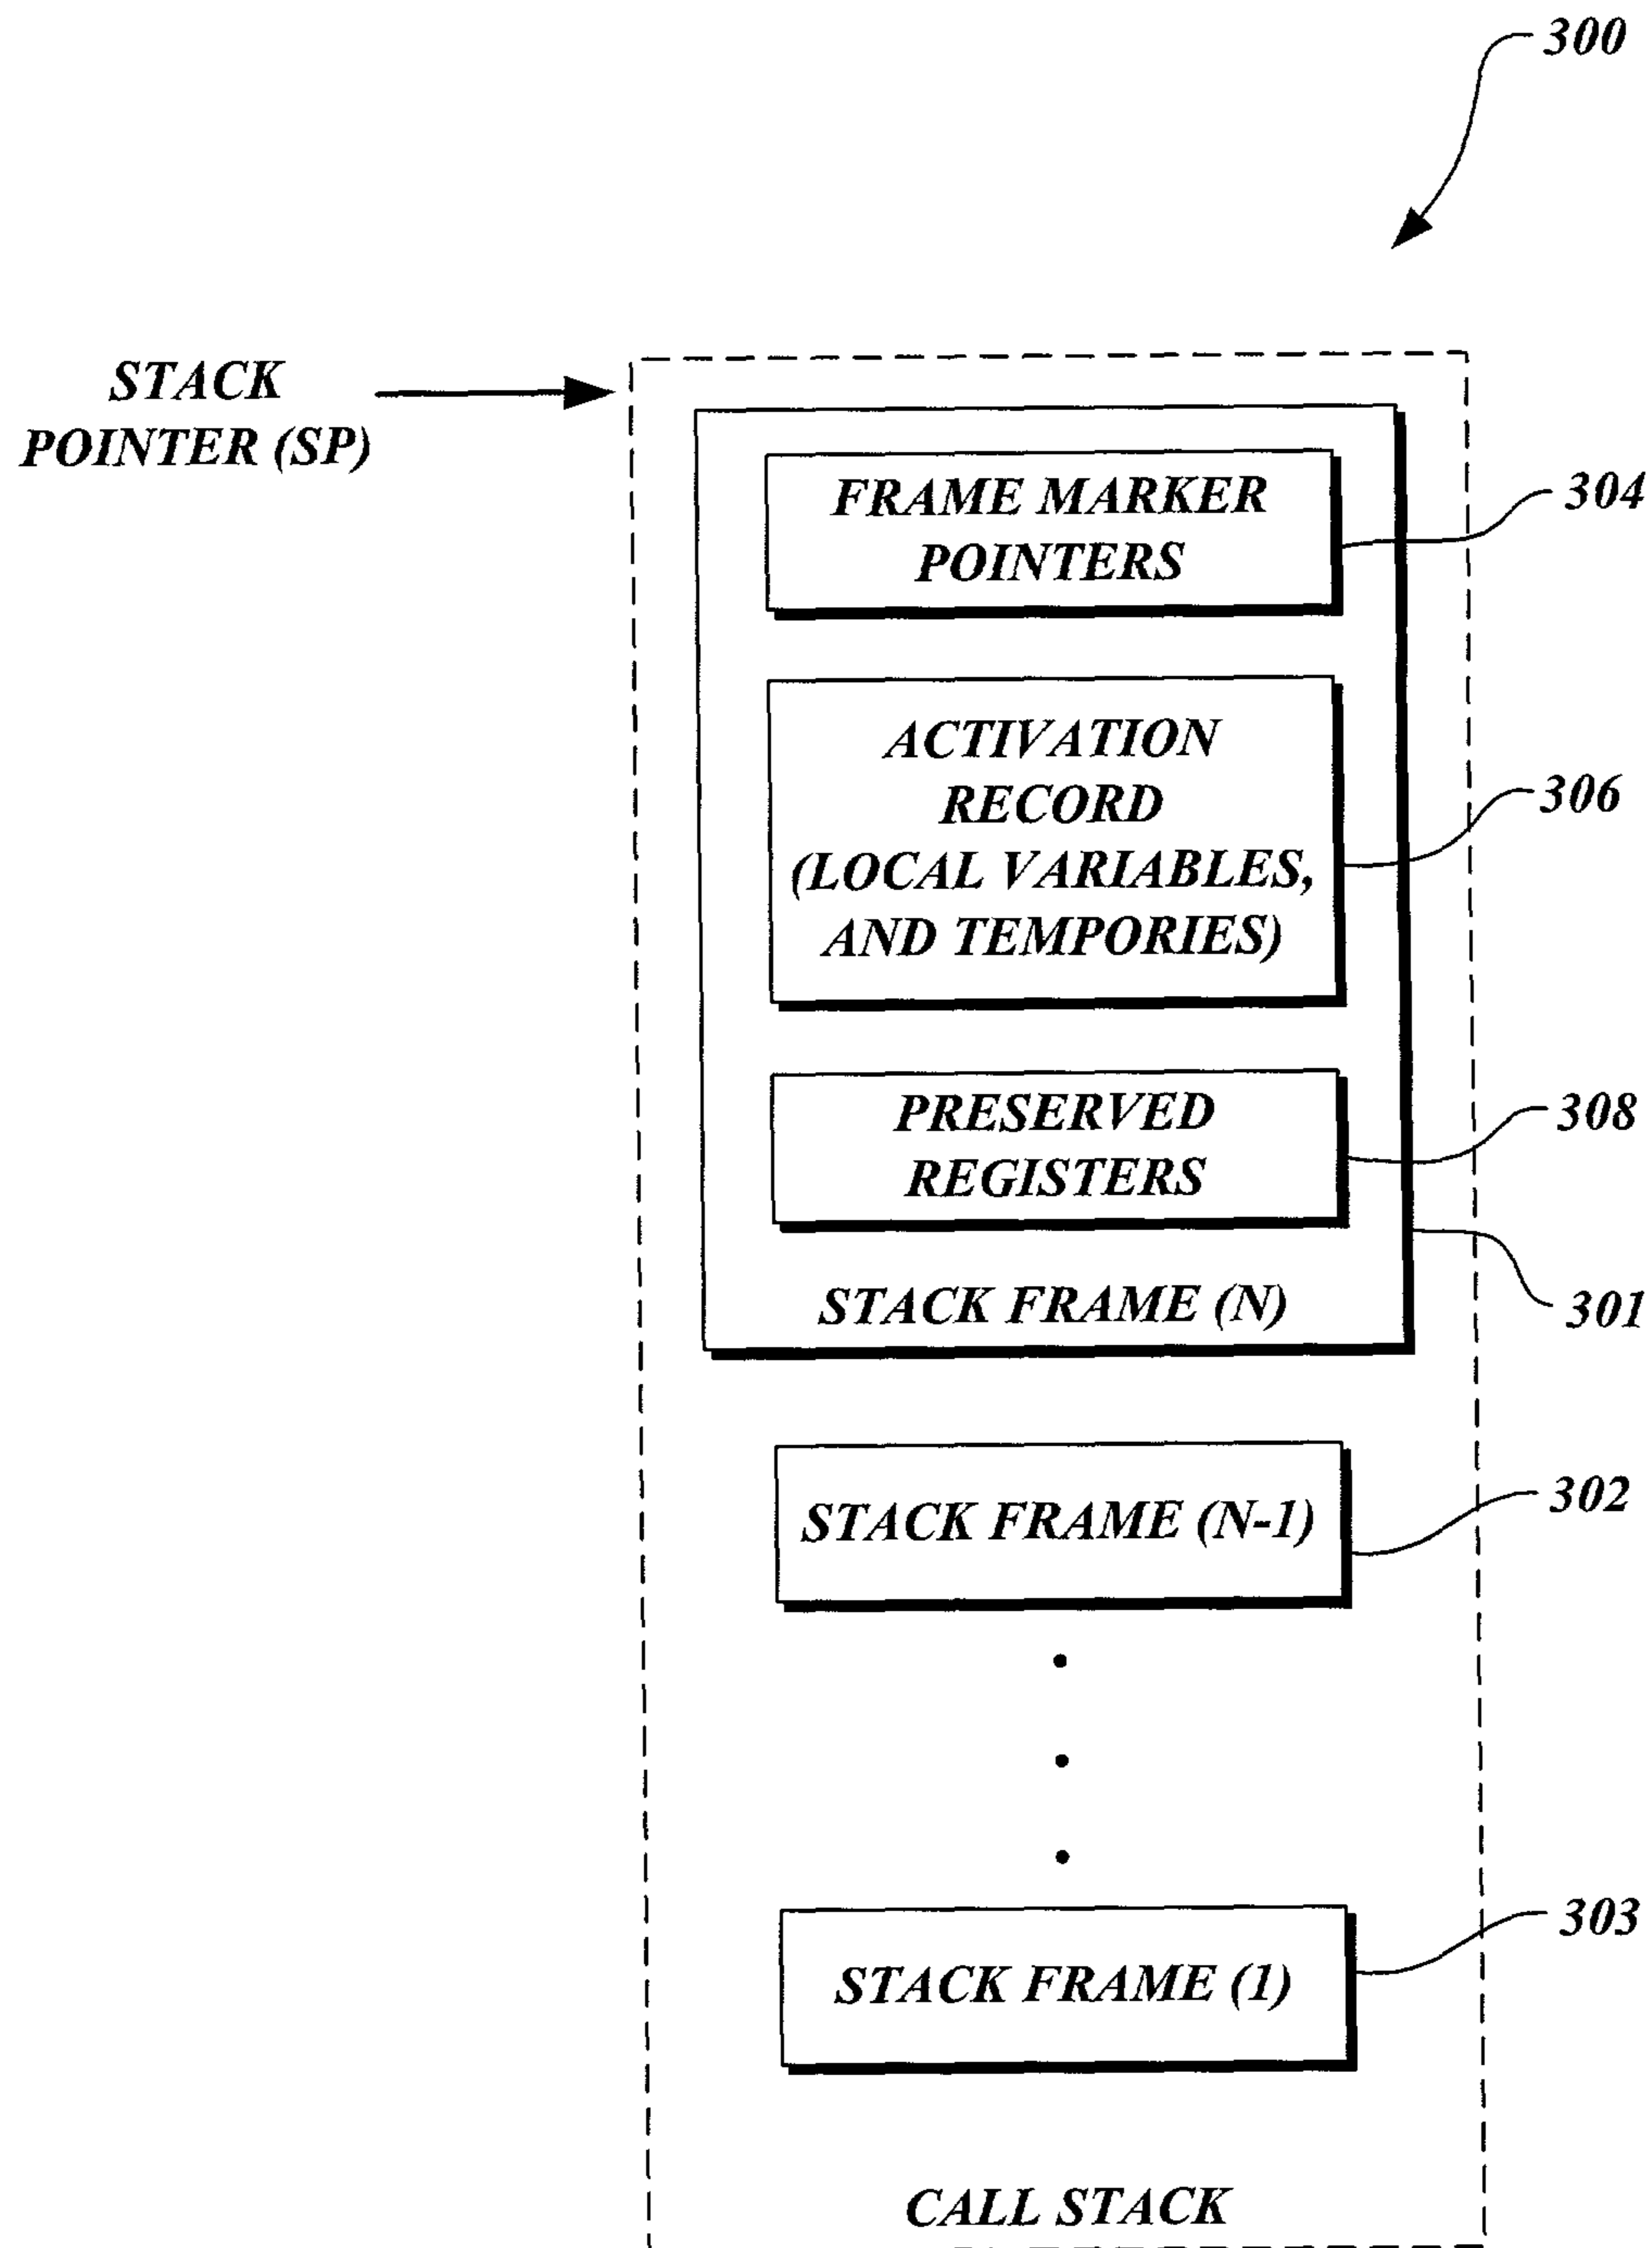 300
STACK
POINTER (SP)
FRAME MARKER
POINTERS
304
ACTIVATION
RECORD
(LOCAL VARIABLES,
AND TEMPORIES)
306
PRESERVED
REGISTERS
308
STACK FRAME (N)
301
STACK FRAME (N-1)
302
STACK FRAME (1)
303
CALL STACK